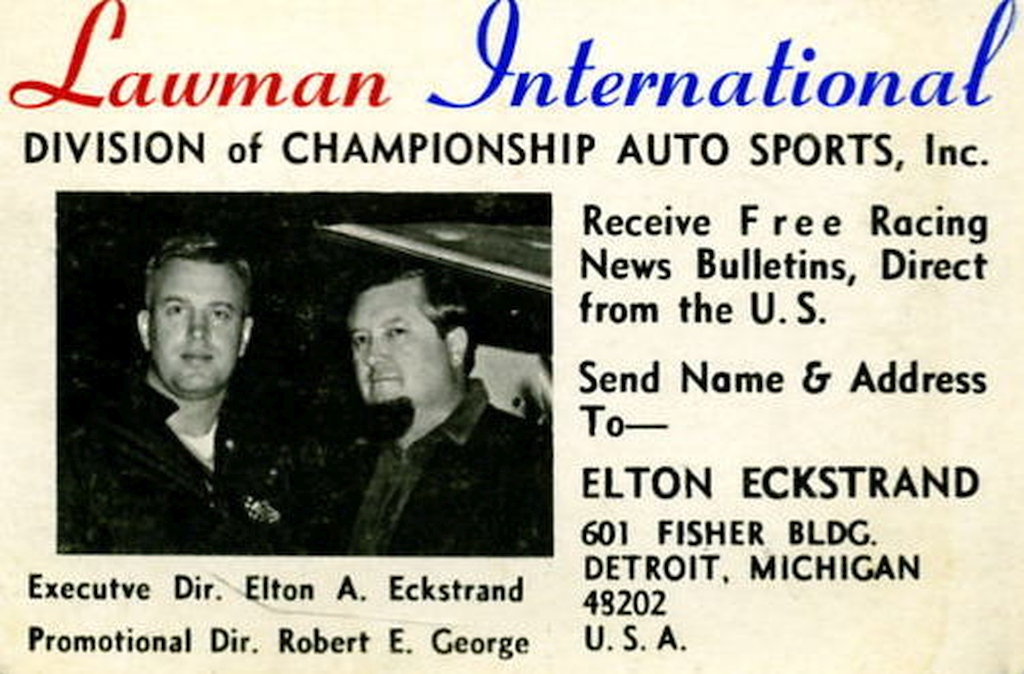 Lawman International
DIVISION of CHAMPIONSHIP AUTO SPORTS, Inc.
Receive Free Racing
News Bulletins, Direct
from the U. S.
Send Name & Address
To—
ELTON ECKSTRAND
601 FISHER BLDG.
DETROIT, MICHIGAN
48202
U. S. A.
Executve Dir. Elton A. Eckstrand
Promotional Dir. Robert E. George